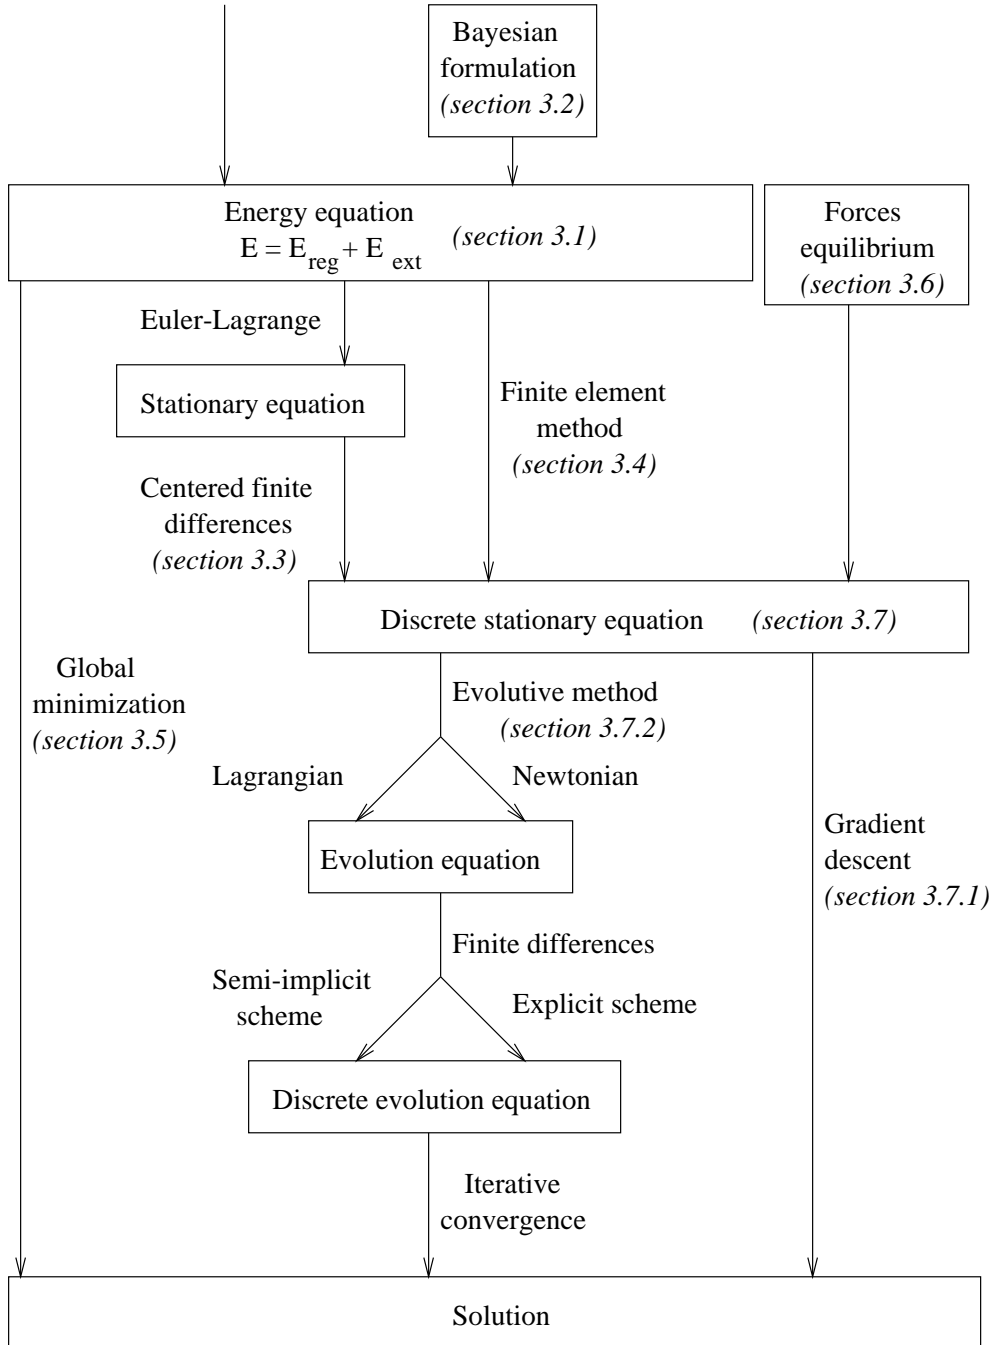 Bayesian
formulation
(section 3.2)
Energy equation
E = E reg + E ext
(section 3.1)
Forces
equilibrium
(section 3.6)
Euler-Lagrange
Stationary equation
Finite element
method
(section 3.4)
Centered finite
differences
(section 3.3)
Discrete stationary equation (section 3.7)
Global
minimization
(section 3.5)
Evolutive method
(section 3.7.2)
Lagrangian
Newtonian
Gradient
descent
(section 3.7.1)
Evolution equation
Finite differences
Semi-implicit
scheme
Explicit scheme
Discrete evolution equation
Iterative
convergence
Solution